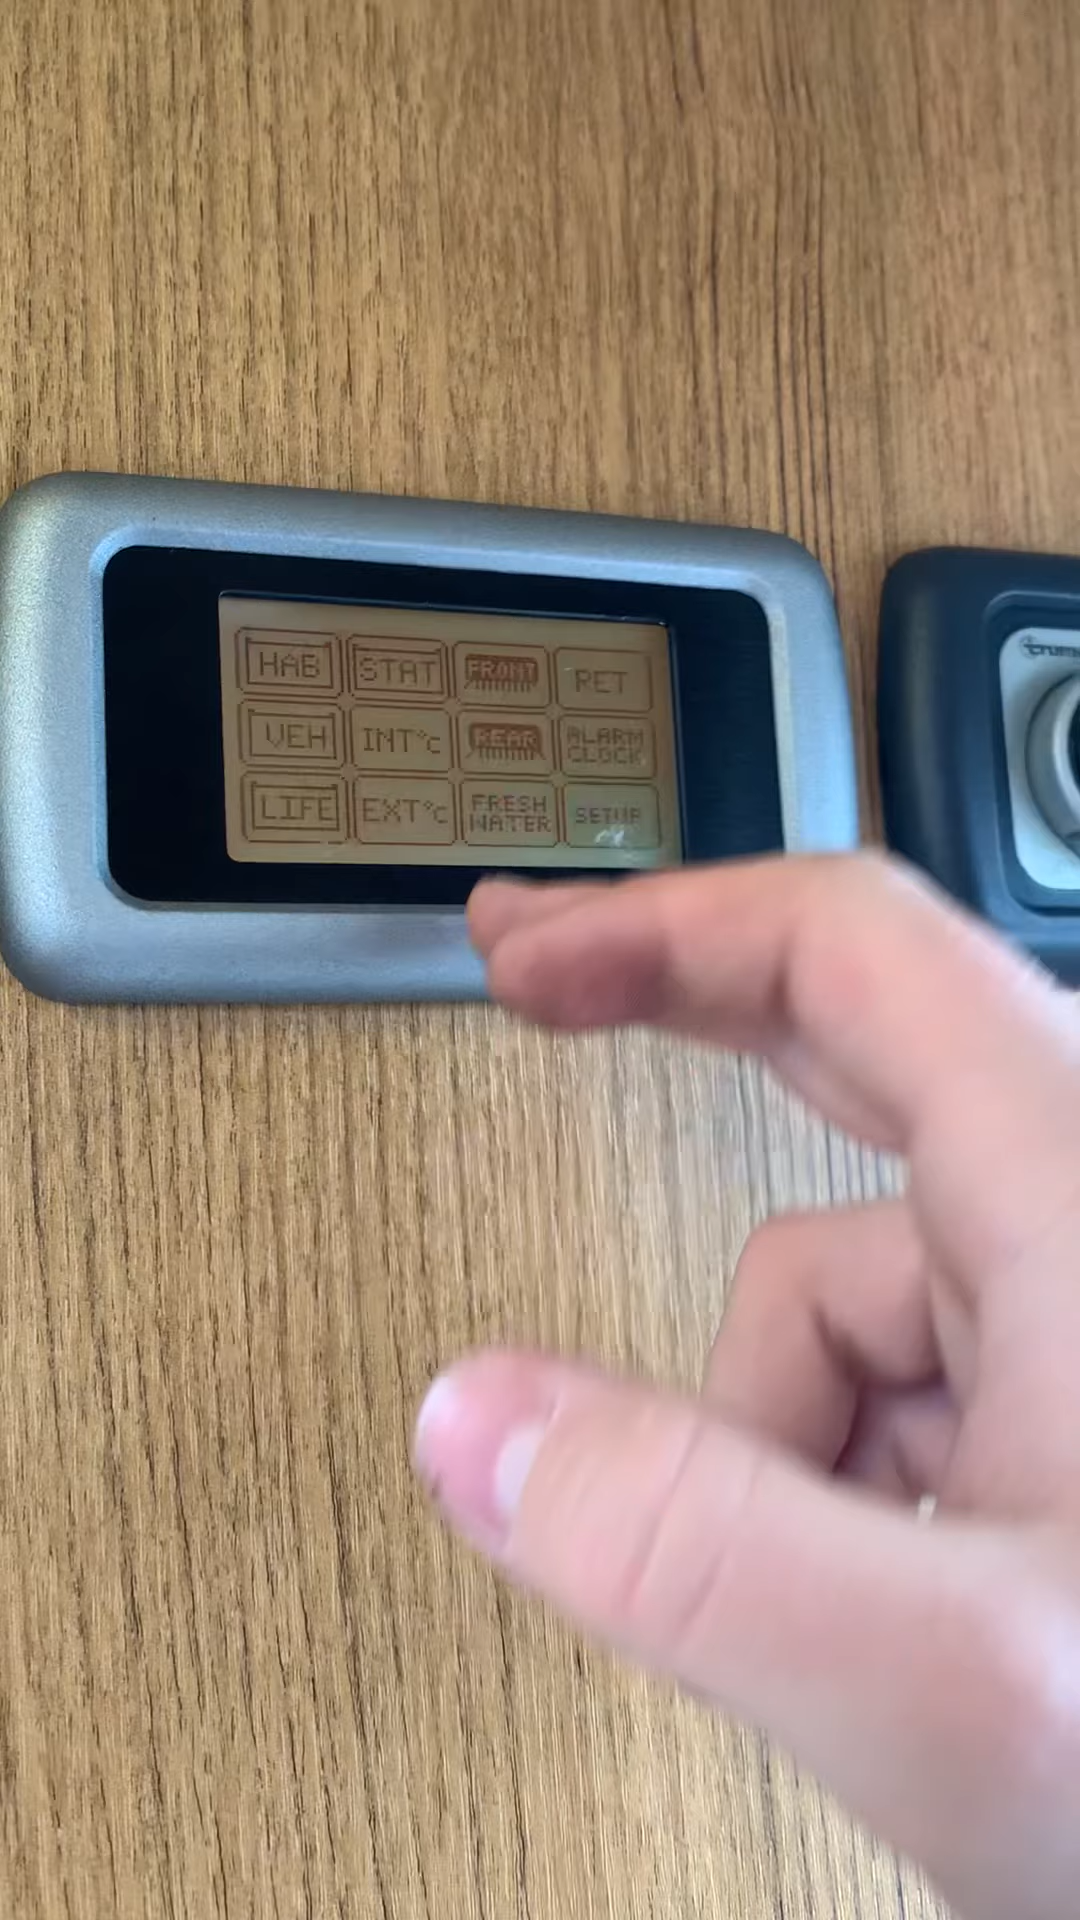 HAB STAT FRONT RET
VEH INT°C REAR ALARM CLOCK
LIFE EXT°C FRESH WATER SETUP